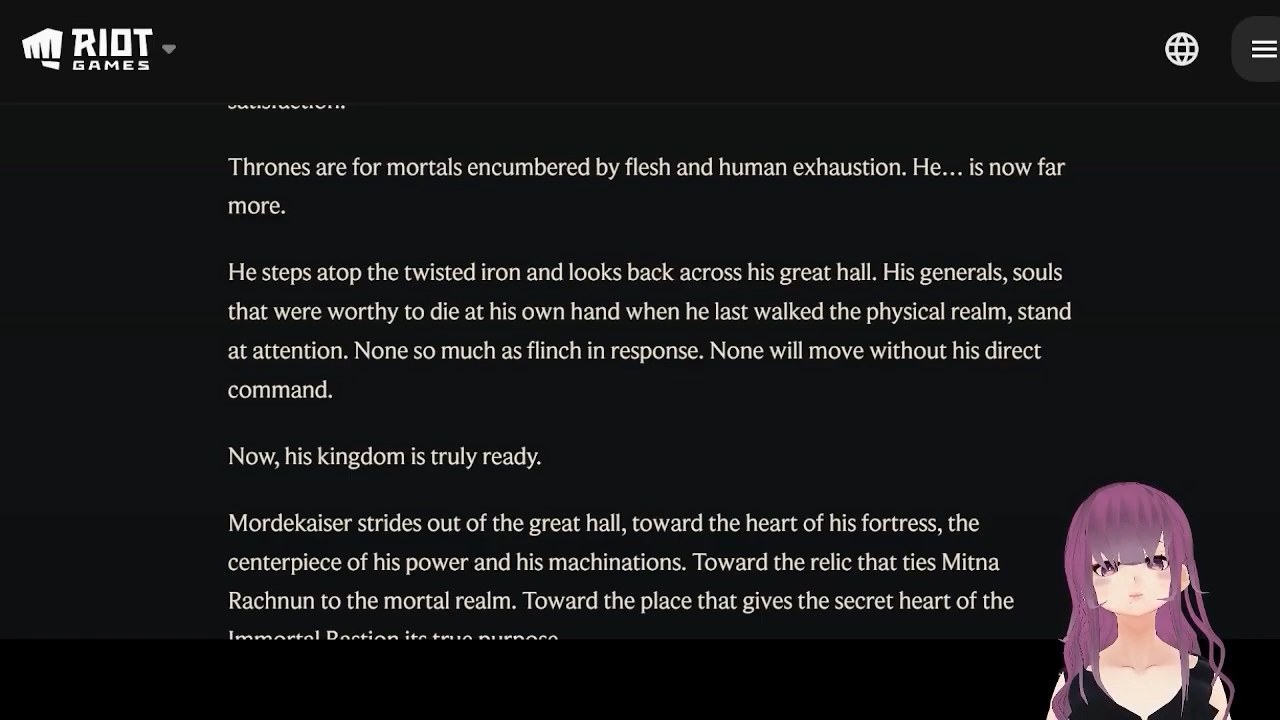 RIOT
GAMES
satisfaction.
Thrones are for mortals encumbered by flesh and human exhaustion. He… is now far
more.
He steps atop the twisted iron and looks back across his great hall. His generals, souls
that were worthy to die at his own hand when he last walked the physical realm, stand
at attention. None so much as flinch in response. None will move without his direct
command.
Now, his kingdom is truly ready.
Mordekaiser strides out of the great hall, toward the heart of his fortress, the
centerpiece of his power and his machinations. Toward the relic that ties Mitna
Rachnun to the mortal realm. Toward the place that gives the secret heart of the
Immortal Bastion its true purpose.